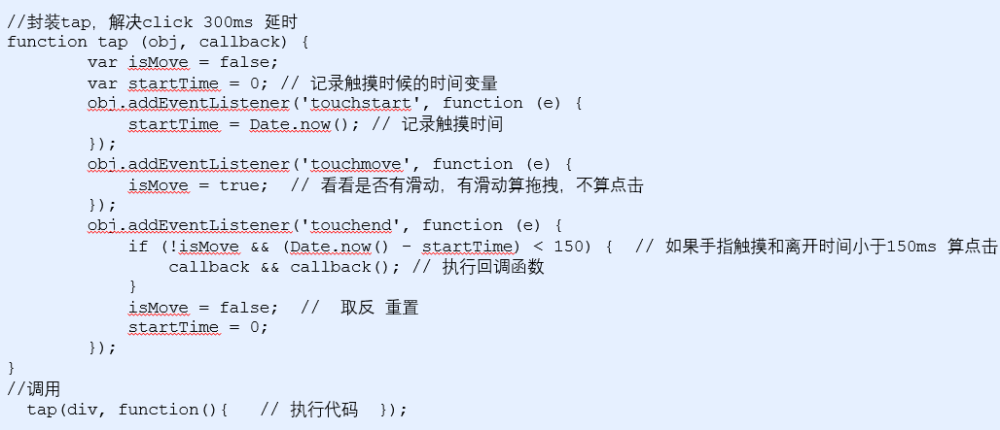 //封装tap，解决click 300ms 延时
function tap (obj, callback) {
        var isMove = false;
        var startTime = 0; // 记录触摸时候的时间变量
        obj.addEventListener('touchstart', function (e) {
            startTime = Date.now(); // 记录触摸时间
        });
        obj.addEventListener('touchmove', function (e) {
            isMove = true;  // 看看是否有滑动，有滑动算拖拽，不算点击
        });
        obj.addEventListener('touchend', function (e) {
            if (!isMove && (Date.now() - startTime) < 150) {  // 如果手指触摸和离开时间小于150ms 算点击
                callback && callback(); // 执行回调函数
            }
            isMove = false;  //  取反 重置
            startTime = 0;
        });
}
//调用
  tap(div, function(){   // 执行代码  });